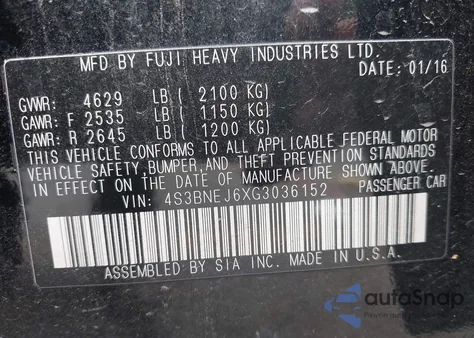 MFD BY FUJI HEAVY INDUSTRIES LTD.
DATE: 01/16
GVWR: 4629 LB ( 2100 KG)
GAWR: F 2535 LB ( 1150 KG)
GAWR: R 2645 LB ( 1200 KG)
THIS VEHICLE CONFORMS TO ALL APPLICABLE FEDERAL MOTOR
VEHICLE SAFETY, BUMPER, AND THEFT PREVENTION STANDARDS
IN EFFECT ON THE DATE OF MANUFACTURE SHOWN ABOVE.
VIN: 4S3BNEJ6XG3036152 PASSENGER CAR
ASSEMBLED BY SIA INC. MADE IN U.S.A.
autoSnap